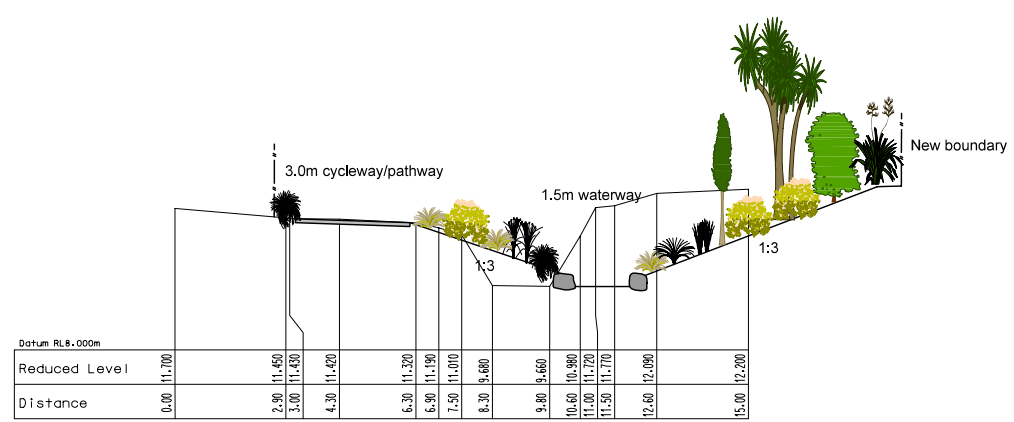 New boundary
3.0m cycleway/pathway
1.5m waterway
1:3
1:3
Datum RL8.000m
Reduced Level 11.700 11.450 11.430 11.420 11.320 11.190 11.010 9.680 9.660 10.980 11.720 11.770 12.090 12.200
Distance 0.00 2.90 3.00 4.30 6.30 6.90 7.50 8.30 9.80 10.60 11.00 11.50 12.60 15.00